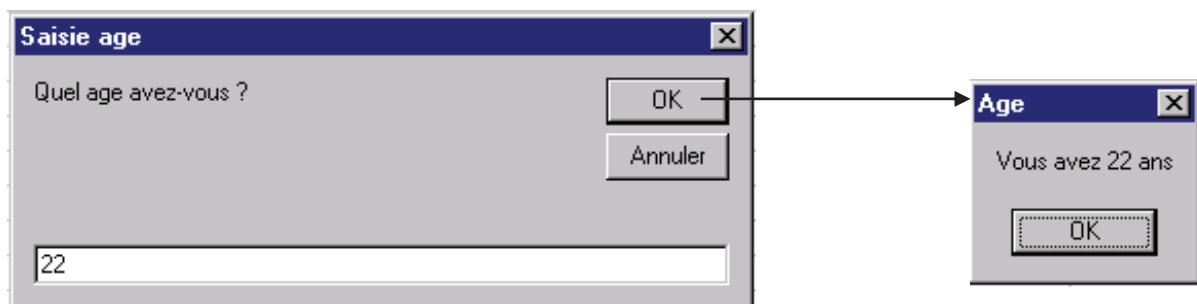 Saisie age
Quel age avez-vous ?
OK
Annuler
22
Age
Vous avez 22 ans
OK